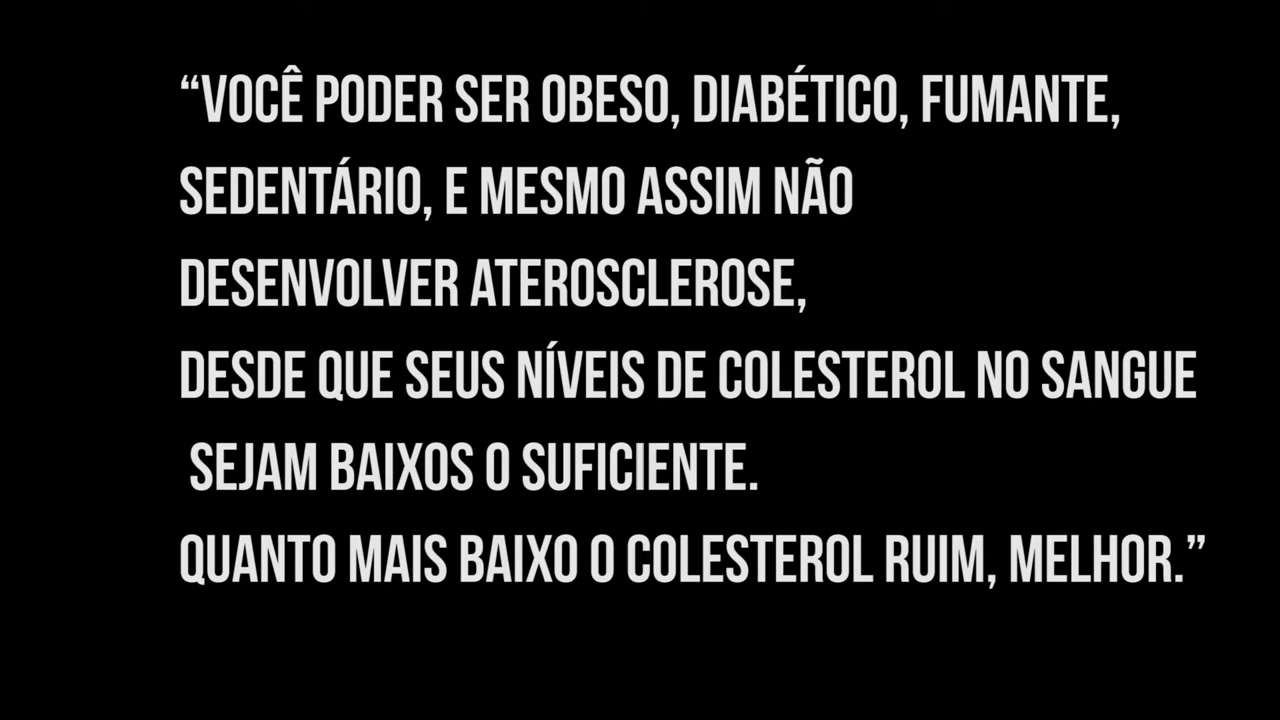 “VOCÊ PODER SER OBESO, DIABÉTICO, FUMANTE,
SEDENTÁRIO, E MESMO ASSIM NÃO
DESENVOLVER ATEROSCLEROSE,
DESDE QUE SEUS NÍVEIS DE COLESTEROL NO SANGUE
SEJAM BAIXOS O SUFICIENTE.
QUANTO MAIS BAIXO O COLESTEROL RUIM, MELHOR.”